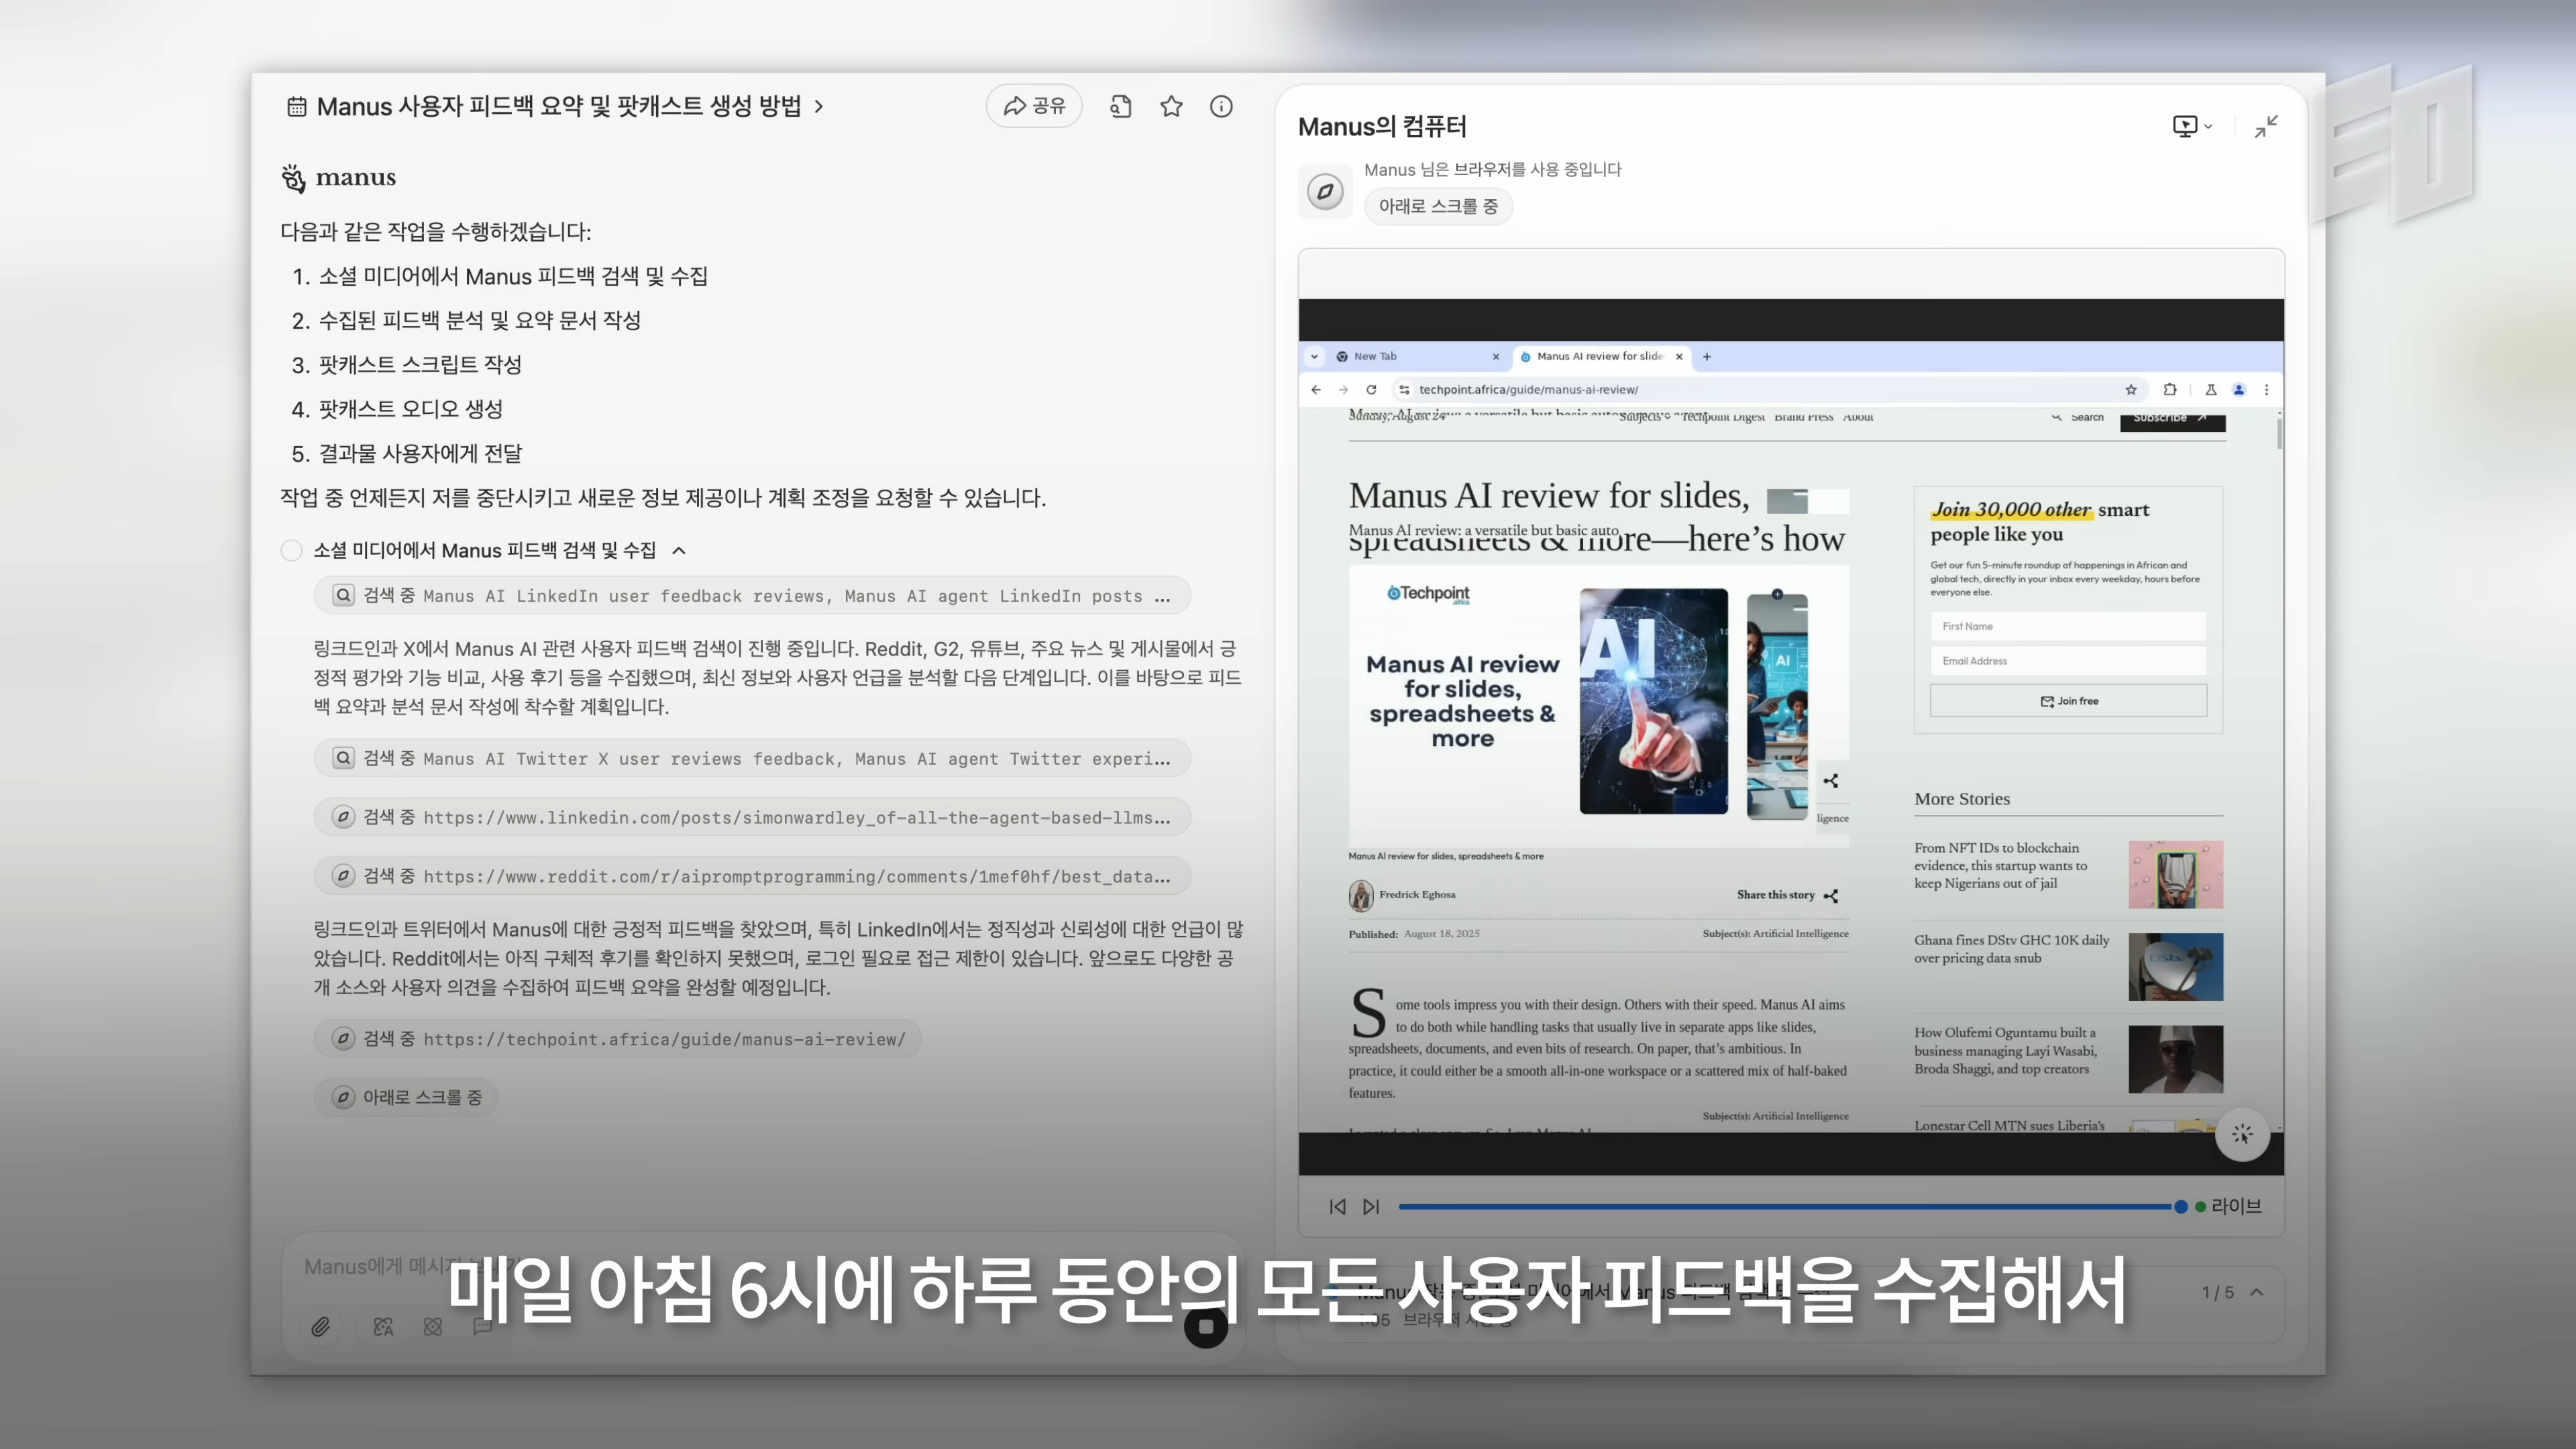 Manus 사용자 피드백 요약 및 팟캐스트 생성 방법
공유
manus
다음과 같은 작업을 수행하겠습니다:
1. 소셜 미디어에서 Manus 피드백 검색 및 수집
2. 수집된 피드백 분석 및 요약 문서 작성
3. 팟캐스트 스크립트 작성
4. 팟캐스트 오디오 생성
5. 결과물 사용자에게 전달
작업 중 언제든지 저를 중단시키고 새로운 정보 제공이나 계획 조정을 요청할 수 있습니다.
소셜 미디어에서 Manus 피드백 검색 및 수집
검색 중 Manus AI LinkedIn user feedback reviews, Manus AI agent LinkedIn posts ...
링크드인과 X에서 Manus AI 관련 사용자 피드백 검색이 진행 중입니다. Reddit, G2, 유튜브, 주요 뉴스 및 게시물에서 긍
정적 평가와 기능 비교, 사용 후기 등을 수집했으며, 최신 정보와 사용자 언급을 분석할 다음 단계입니다. 이를 바탕으로 피드
백 요약과 분석 문서 작성에 착수할 계획입니다.
검색 중 Manus AI Twitter X user reviews feedback, Manus AI agent Twitter experi...
검색 중 https://www.linkedin.com/posts/simonwardley_of-all-the-agent-based-llms...
검색 중 https://www.reddit.com/r/aipromptprogramming/comments/1mef0hf/best_data...
링크드인과 트위터에서 Manus에 대한 긍정적 피드백을 찾았으며, 특히 LinkedIn에서는 정직성과 신뢰성에 대한 언급이 많
았습니다. Reddit에서는 아직 구체적 후기를 확인하지 못했으며, 로그인 필요로 접근 제한이 있습니다. 앞으로도 다양한 공
개 소스와 사용자 의견을 수집하여 피드백 요약을 완성할 예정입니다.
검색 중 https://techpoint.africa/guide/manus-ai-review/
아래로 스크롤 중
Manus에게 메시지
Manus의 컴퓨터
Manus 님은 브라우저를 사용 중입니다
아래로 스크롤 중
New Tab
Manus AI review for slide
techpoint.africa/guide/manus-ai-review/
Sunday, August 24
Subjects Techpoint Digest Brand Press About
Search
Subscribe
Manus AI review for slides,
Manus AI review: a versatile but basic auto
spreadsheets & more—here's how
Techpoint
africa
Manus AI review
for slides,
spreadsheets &
more
AI
AI
ligence
Manus AI review for slides, spreadsheets & more
Fredrick Eghosa
Share this story
Published: August 18, 2025
Subject(s): Artificial Intelligence
Some tools impress you with their design. Others with their speed. Manus AI aims
to do both while handling tasks that usually live in separate apps like slides,
spreadsheets, documents, and even bits of research. On paper, that's ambitious. In
practice, it could either be a smooth all-in-one workspace or a scattered mix of half-baked
features.
Subject(s): Artificial Intelligence
Join 30,000 other smart
people like you
Get our fun 5-minute roundup of happenings in African and
global tech, directly in your inbox every weekday, hours before
everyone else.
First Name
Email Address
Join free
More Stories
From NFT IDs to blockchain
evidence, this startup wants to
keep Nigerians out of jail
Ghana fines DStv GHC 10K daily
over pricing data snub
How Olufemi Oguntamu built a
business managing Layi Wasabi,
Broda Shaggi, and top creators
Lonestar Cell MTN sues Liberia's
라이브
1 / 5
매일 아침 6시에 하루 동안의 모든 사용자 피드백을 수집해서
EO